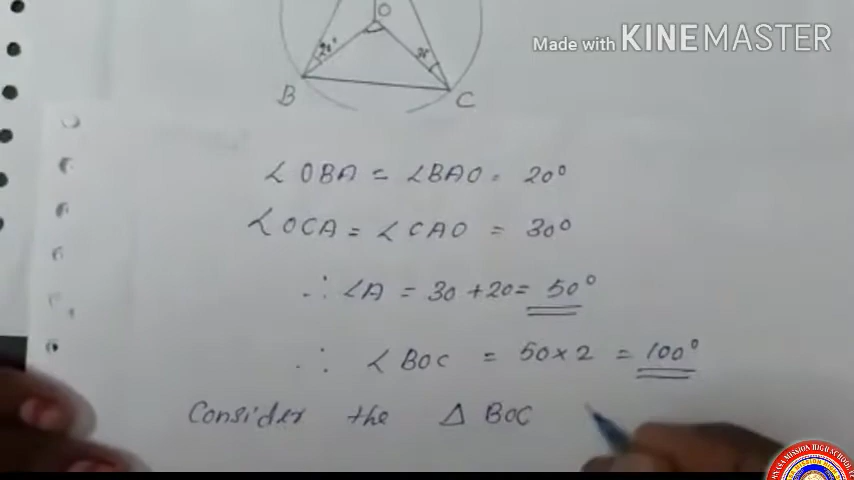 Made with KINEMASTER
O
20°
B
C
∠OBA = ∠BAO = 20°
∠OCA = ∠CAO = 30°
∴ ∠A = 30 + 20 = 50°
∴ ∠BOC = 50 × 2 = 100°
Consider the Δ BOC